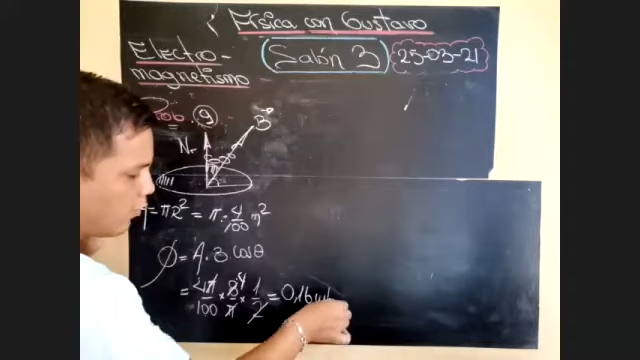 Física con Gustavo
Electro-
magnetismo
Salón 3
25-03-21
Prob 9
N
B
= πR² = π · 4/100 m²
φ = A · B cosθ
= 4π/100 × 8/π × 1/2 = 0,16 wb